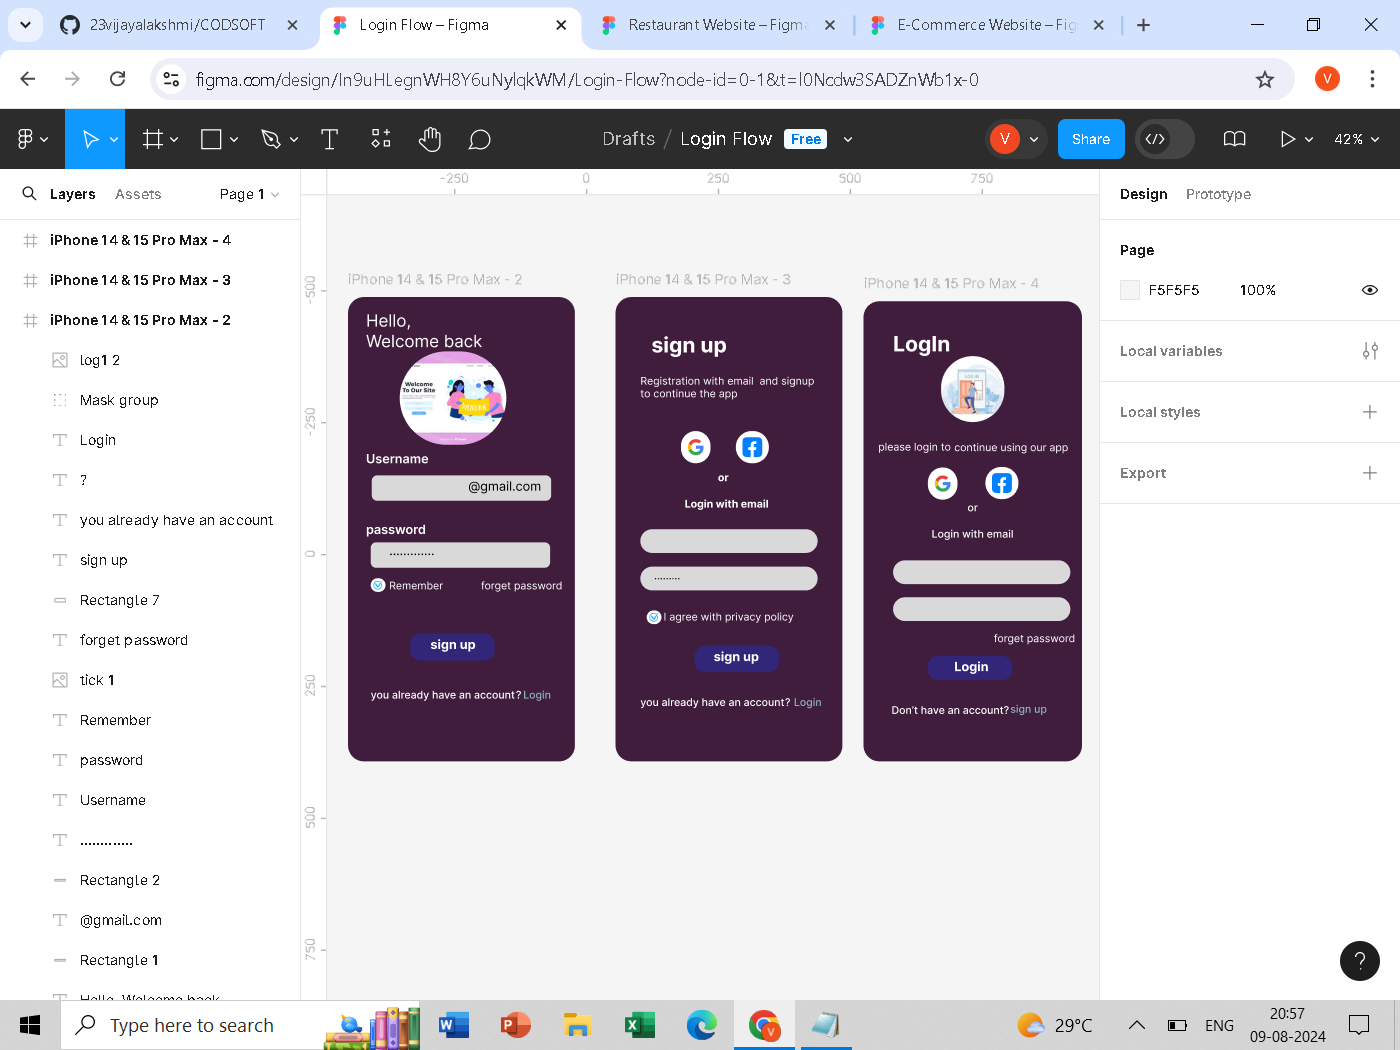 23vijayalakshmi/CODSOFT
Login Flow – Figma
Restaurant Website – Figma
E-Commerce Website – Fig
figma.com/design/In9uHLegnWH8Y6uNylqkWM/Login-Flow?node-id=0-1&t=I0Ncdw3SADZnWb1x-0
V
Drafts / Login Flow Free
V
Share
42%
Layers
Assets
Page 1
-250
0
250
500
750
Design
Prototype
iPhone 14 & 15 Pro Max - 4
iPhone 14 & 15 Pro Max - 3
iPhone 14 & 15 Pro Max - 2
log1 2
Mask group
Login
?
you already have an account
sign up
Rectangle 7
forget password
tick 1
Remember
password
Username
.............
Rectangle 2
@gmail.com
Rectangle 1
Hello, Welcome back
-500
-250
0
250
500
750
iPhone 14 & 15 Pro Max - 2
Hello,
Welcome back
Welcome
To Our Site
Username
@gmail.com
password
.............
Remember
forget password
sign up
you already have an account? Login
iPhone 14 & 15 Pro Max - 3
sign up
Registration with email and signup
to continue the app
or
Login with email
.........
I agree with privacy policy
sign up
you already have an account? Login
iPhone 14 & 15 Pro Max - 4
LogIn
LOG IN
please login to continue using our app
or
Login with email
forget password
Login
Don't have an account? sign up
Page
F5F5F5
100%
Local variables
Local styles
Export
?
Type here to search
29°C
ENG
20:57
09-08-2024